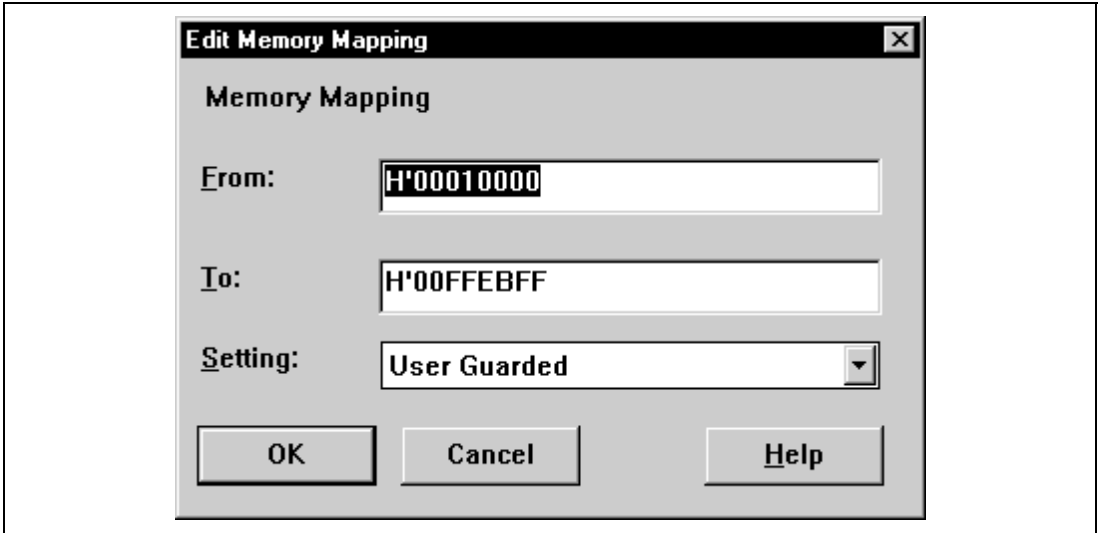 Edit Memory Mapping
Memory Mapping
From: H'00010000
To: H'00FFEBFF
Setting: User Guarded
OK Cancel Help